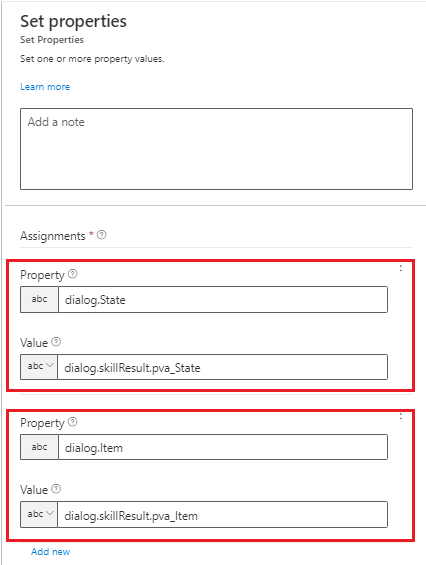 Set properties
Set Properties
Set one or more property values.
Learn more
Add a note
Assignments *
Property
abc dialog.State
Value
abc dialog.skillResult.pva_State
Property
abc dialog.Item
Value
abc dialog.skillResult.pva_Item
Add new